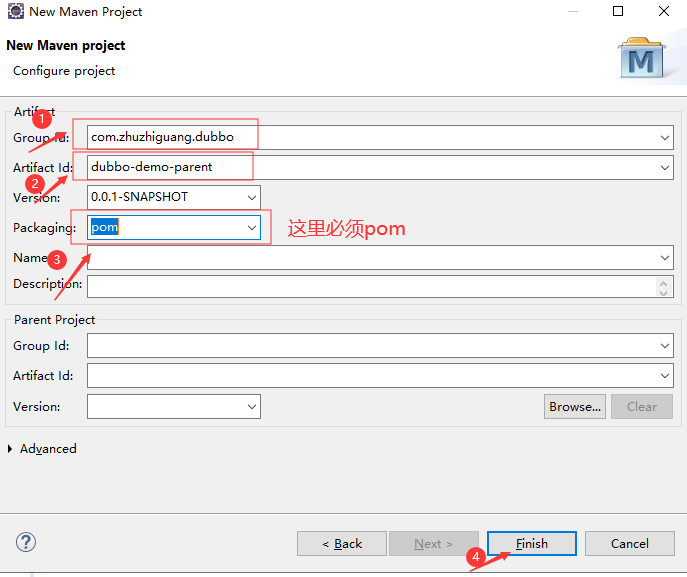 New Maven Project
New Maven project
Configure project
M
Artifact
1
Group Id: com.zhuzhiguang.dubbo
Artifact Id: dubbo-demo-parent
2
Version: 0.0.1-SNAPSHOT
Packaging: pom 这里必须pom
Name: 3
Description:
Parent Project
Group Id:
Artifact Id:
Version: Browse... Clear
Advanced
? < Back Next > Finish Cancel
4